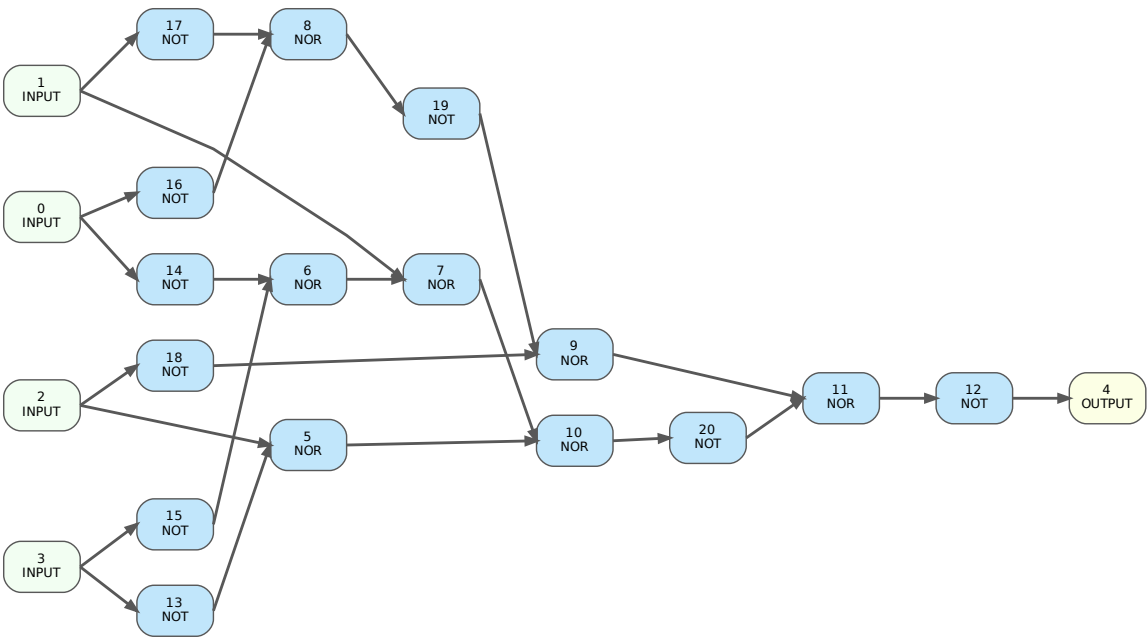 17
NOT
8
NOR
1
INPUT
19
NOT
16
NOT
0
INPUT
14
NOT
6
NOR
7
NOR
9
NOR
18
NOT
2
INPUT
11
NOR
12
NOT
4
OUTPUT
5
NOR
10
NOR
20
NOT
15
NOT
3
INPUT
13
NOT